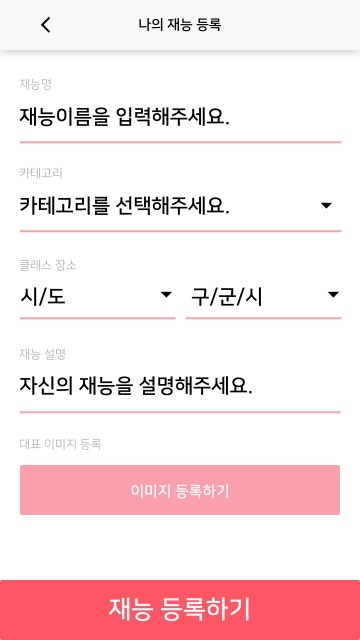 나의 재능 등록
재능명
재능이름을 입력해주세요.
카테고리
카테고리를 선택해주세요.
클래스 장소
시/도 구/군/시
재능 설명
자신의 재능을 설명해주세요.
대표 이미지 등록
이미지 등록하기
재능 등록하기